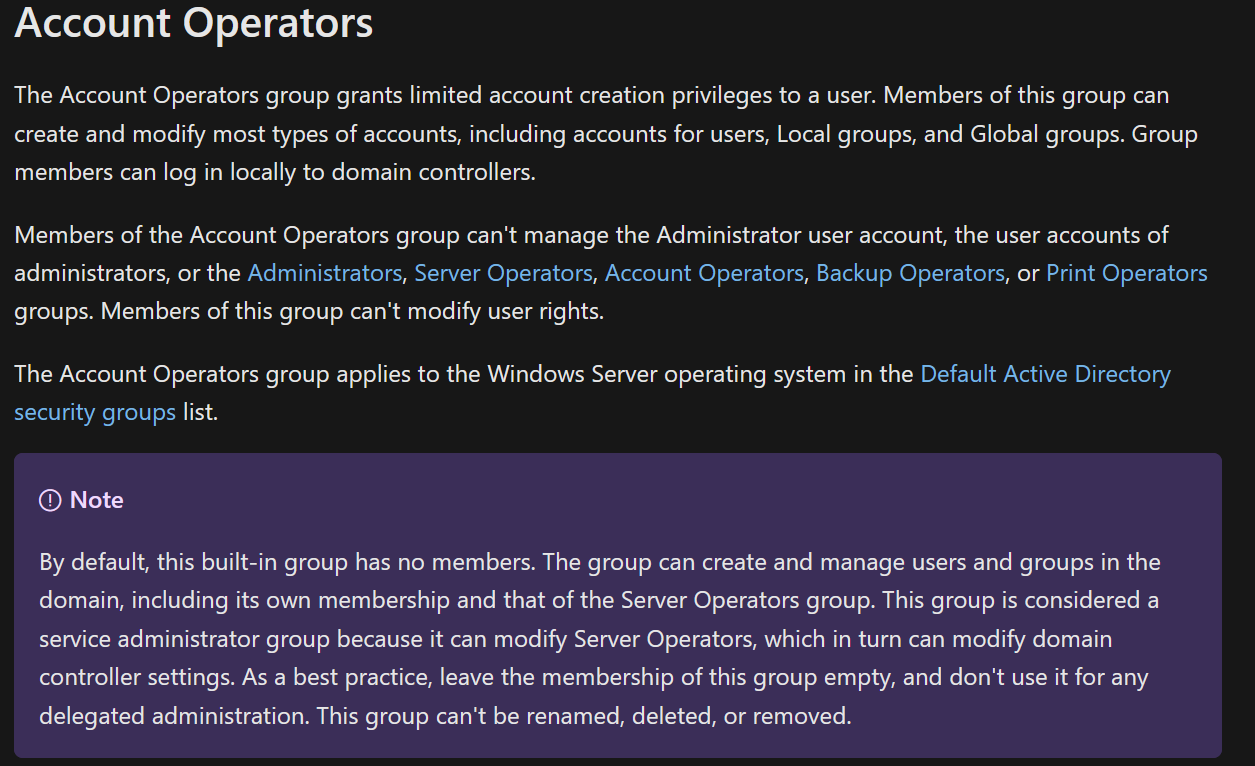 Account Operators
The Account Operators group grants limited account creation privileges to a user. Members of this group can
create and modify most types of accounts, including accounts for users, Local groups, and Global groups. Group
members can log in locally to domain controllers.
Members of the Account Operators group can't manage the Administrator user account, the user accounts of
administrators, or the Administrators, Server Operators, Account Operators, Backup Operators, or Print Operators
groups. Members of this group can't modify user rights.
The Account Operators group applies to the Windows Server operating system in the Default Active Directory
security groups list.
Note
By default, this built-in group has no members. The group can create and manage users and groups in the
domain, including its own membership and that of the Server Operators group. This group is considered a
service administrator group because it can modify Server Operators, which in turn can modify domain
controller settings. As a best practice, leave the membership of this group empty, and don't use it for any
delegated administration. This group can't be renamed, deleted, or removed.